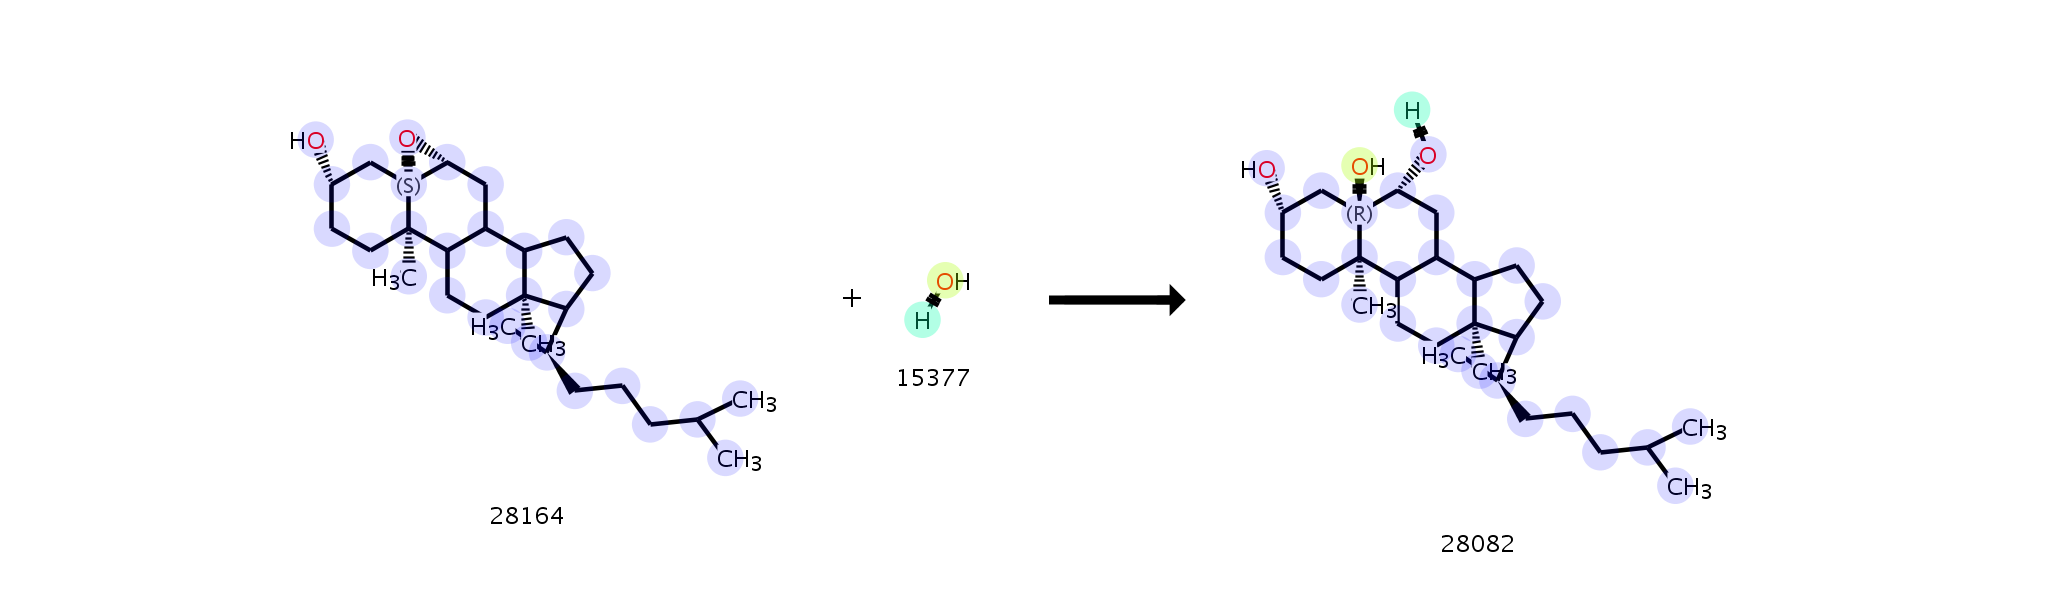 H
HO O
HO OH O
(S)
(R)
H₃C
+
OH
H
CH₃
H₃C CH₃
15377
H₃C CH₃
CH₃
CH₃
CH₃
CH₃
28164
28082